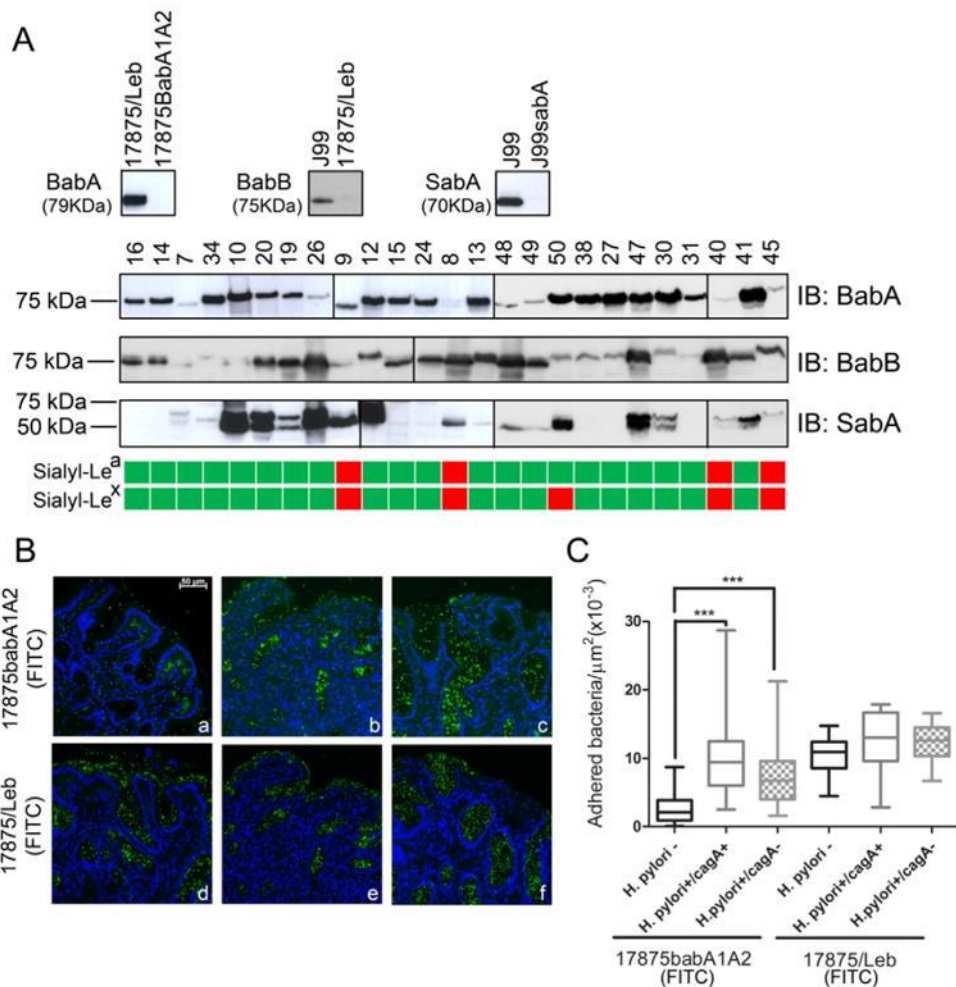 A
17875/Leb
17875BabA1A2
J99
17875/Leb
J99
J99sabA
BabA
(79KDa)
BabB
(75KDa)
SabA
(70KDa)
16 14 7 34 10 20 19 26 9 12 15 24 8 13 48 49 50 38 27 47 30 31 40 41 45
75 kDa
IB: BabA
75 kDa
IB: BabB
75 kDa
50 kDa
IB: SabA
Sialyl-Leᵃ
Sialyl-Leˣ
B
17875babA1A2
(FITC)
50 µm
a
b
c
17875/Leb
(FITC)
d
e
f
C
Adhered bacteria/µm²(x10⁻³)
30
20
10
0
***
***
H. pylori -
H. pylori+/cagA+
H.pylori+/cagA-
H. pylori -
H. pylori+/cagA+
H.pylori+/cagA-
17875babA1A2
(FITC)
17875/Leb
(FITC)